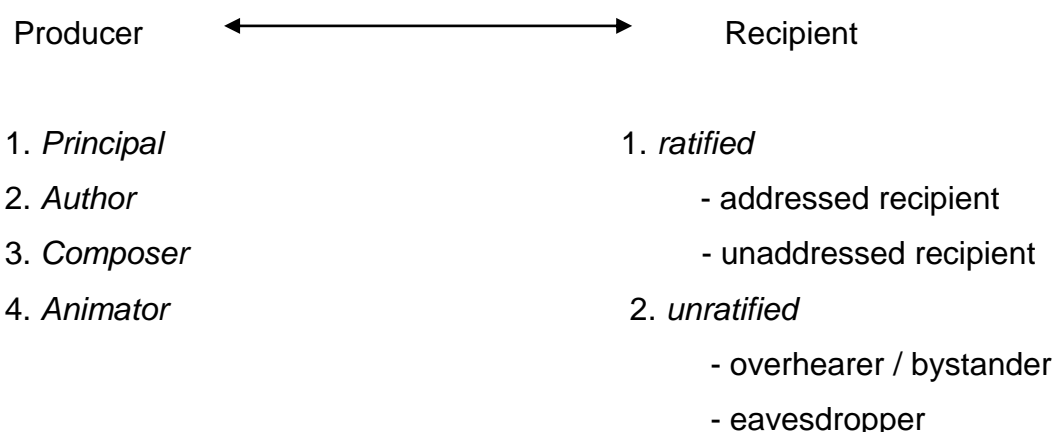 Producer Recipient
1. Principal 1. ratified
2. Author - addressed recipient
3. Composer - unaddressed recipient
4. Animator 2. unratified
- overhearer / bystander
- eavesdropper